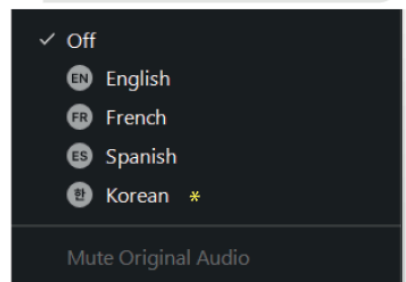 Off
EN English
FR French
ES Spanish
한 Korean *
Mute Original Audio